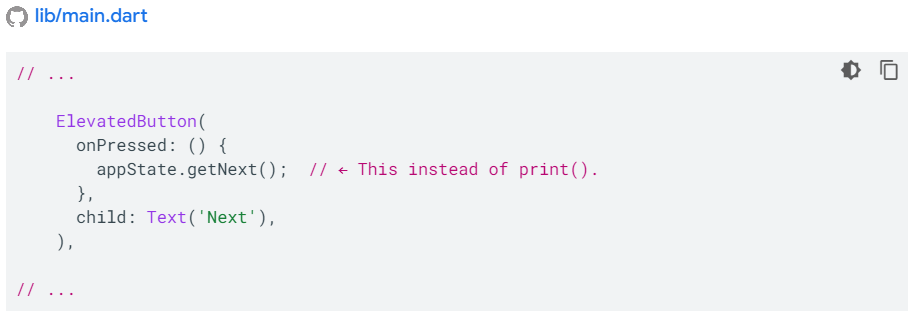 lib/main.dart
// ...
ElevatedButton(
onPressed: () {
appState.getNext();  // ← This instead of print().
},
child: Text('Next'),
),
// ...